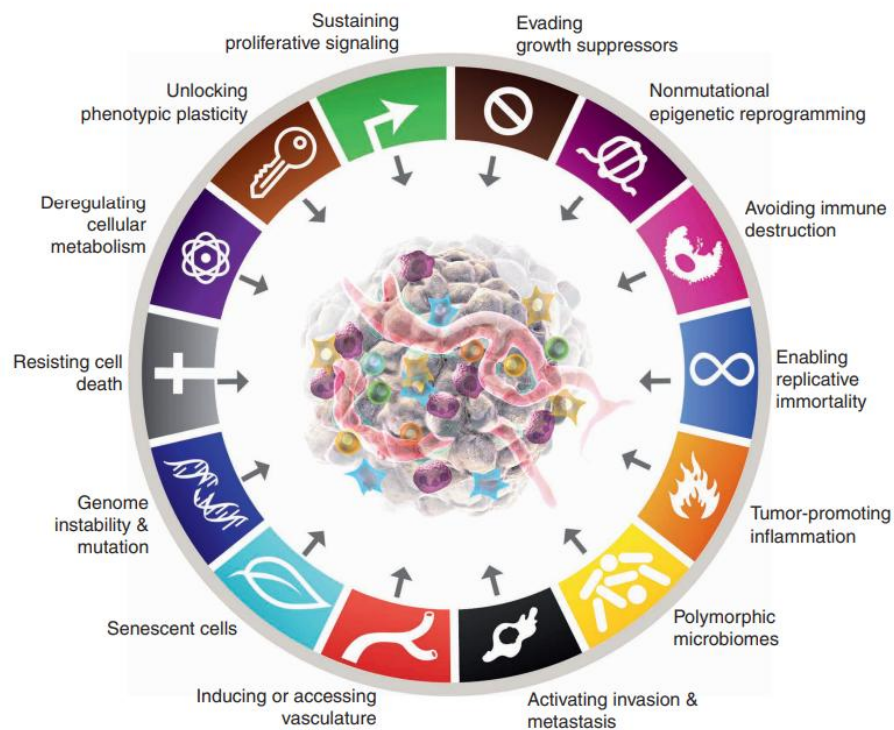 Sustaining
proliferative signaling
Evading
growth suppressors
Unlocking
phenotypic plasticity
Nonmutational
epigenetic reprogramming
Deregulating
cellular
metabolism
Avoiding immune
destruction
Resisting cell
death
Enabling
replicative
immortality
Genome
instability &
mutation
Tumor-promoting
inflammation
Senescent cells
Polymorphic
microbiomes
Inducing or accessing
vasculature
Activating invasion &
metastasis